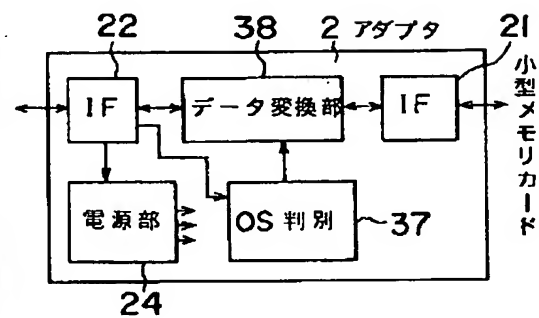 22
38
2 アダプタ
21
IF
データ変換部
IF
小型メモリカード
電源部
OS 判別
37
24